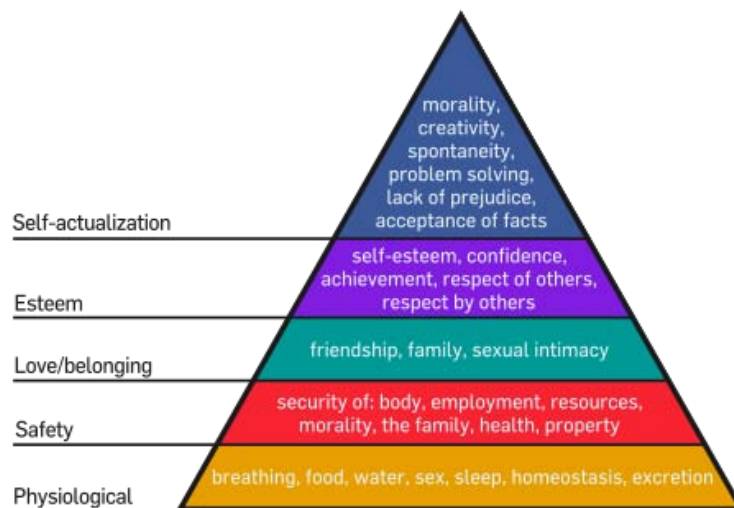 morality,
creativity,
spontaneity,
problem solving,
lack of prejudice,
acceptance of facts
Self-actualization
self-esteem, confidence,
achievement, respect of others,
respect by others
Esteem
friendship, family, sexual intimacy
Love/belonging
security of: body, employment, resources,
morality, the family, health, property
Safety
breathing, food, water, sex, sleep, homeostasis, excretion
Physiological